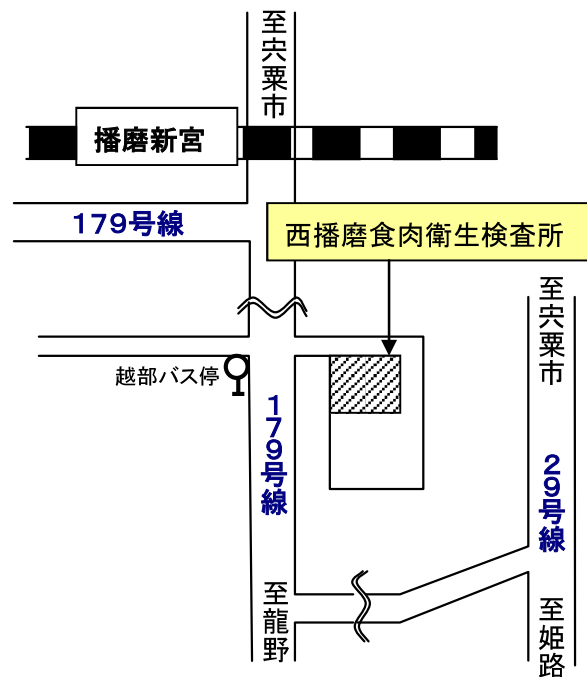 至宍粟市
播磨新宮
179号線
西播磨食肉衛生検査所
至宍粟市
越部バス停
179号線
29号線
至龍野
至姫路